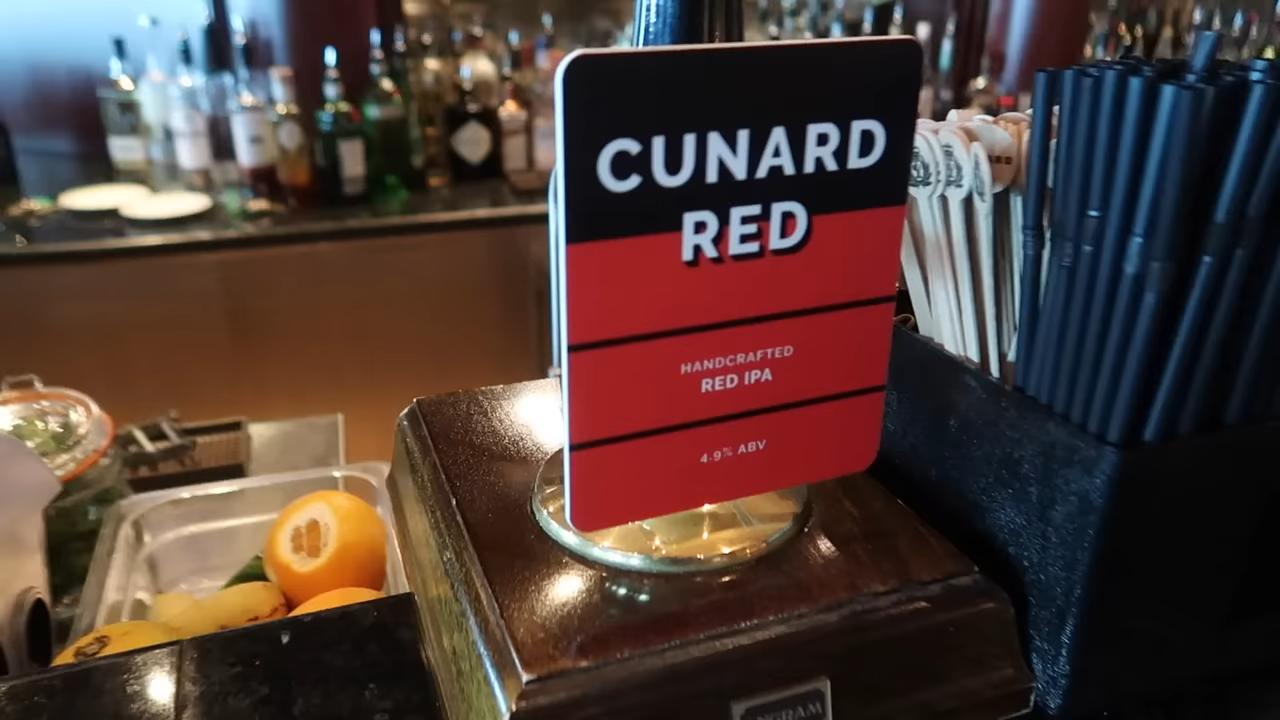 CUNARD
RED
HANDCRAFTED
RED IPA
4.9% ABV